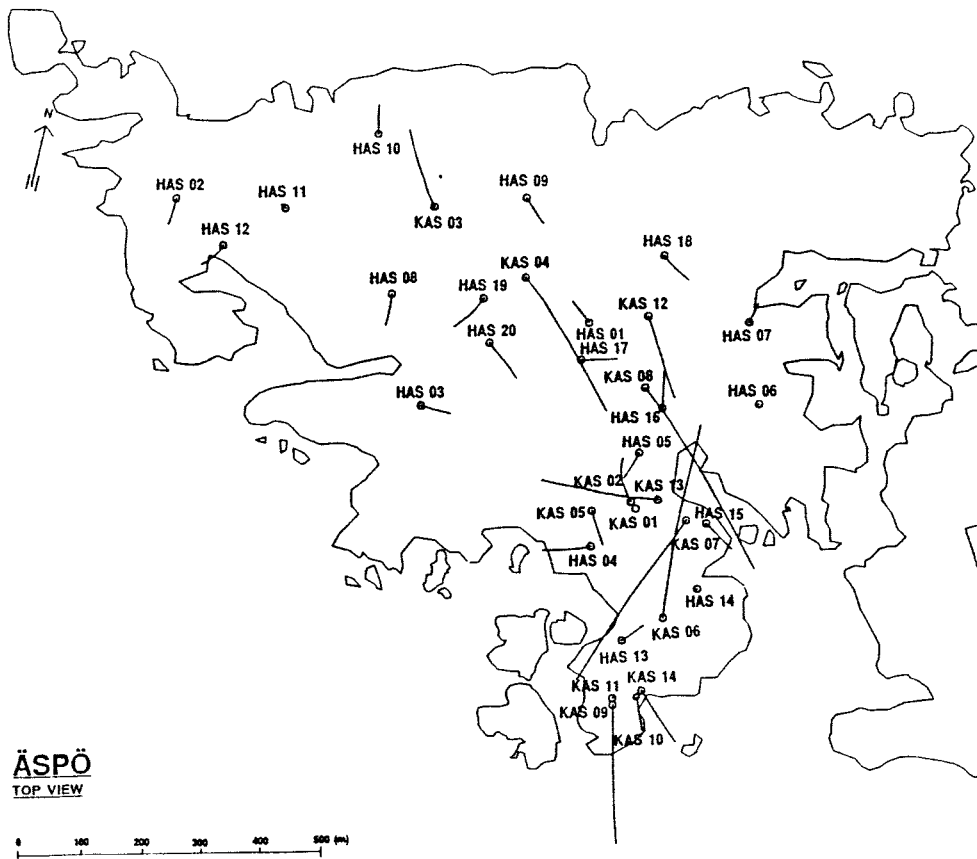 N
HAS 10
HAS 02
HAS 11
HAS 09
KAS 03
HAS 12
HAS 18
KAS 04
HAS 08
HAS 19
KAS 12
HAS 01
HAS 07
HAS 20
HAS 17
KAS 08
HAS 03
HAS 06
HAS 16
HAS 05
KAS 02
KAS 13
KAS 05
KAS 01
HAS 15
KAS 07
HAS 04
HAS 14
KAS 06
HAS 13
KAS 14
KAS 11
KAS 09
KAS 10
ÄSPÖ
TOP VIEW
0 100 200 300 400 500 (m)